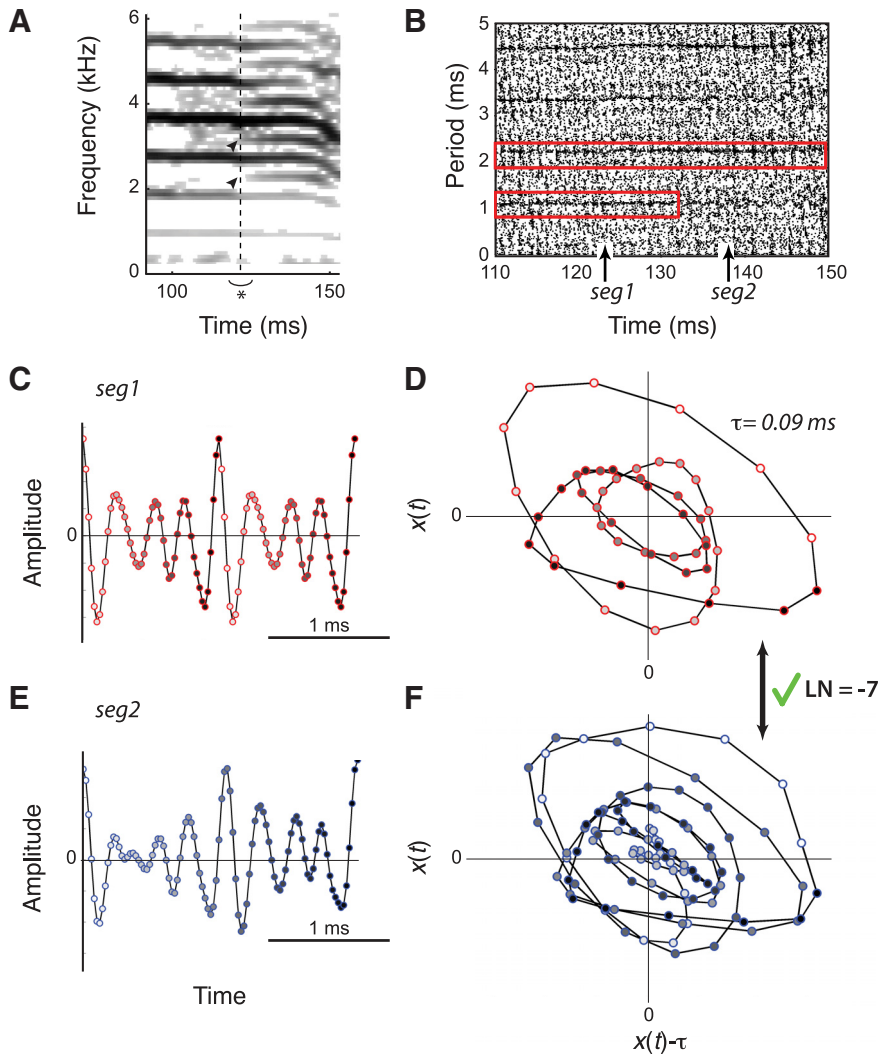 A
Frequency (kHz)
6
4
2
0
100
150
*
Time (ms)
B
Period (ms)
5
4
3
2
1
0
110
120
130
140
150
seg1
seg2
Time (ms)
C
seg1
Amplitude
0
1 ms
D
τ= 0.09 ms
x(t)
0
0
LN = -7
E
seg2
Amplitude
0
1 ms
Time
F
x(t)
0
0
x(t)-τ